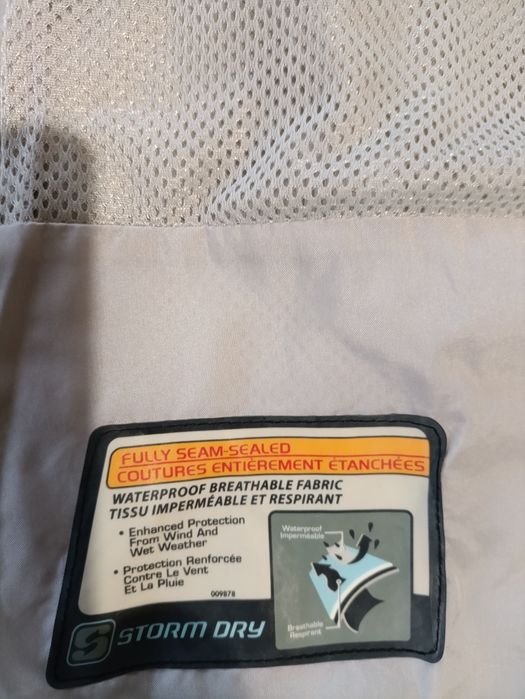 FULLY SEAM-SEALED
COUTURES ENTIÈREMENT ÉTANCHÉES
WATERPROOF BREATHABLE FABRIC
TISSU IMPERMÉABLE ET RESPIRANT
• Enhanced Protection
From Wind And
Wet Weather
• Protection Renforcée
Contre Le Vent
Et La Pluie
009878
Waterproof
Imperméable
Breathable
Respirant
S STORM DRY